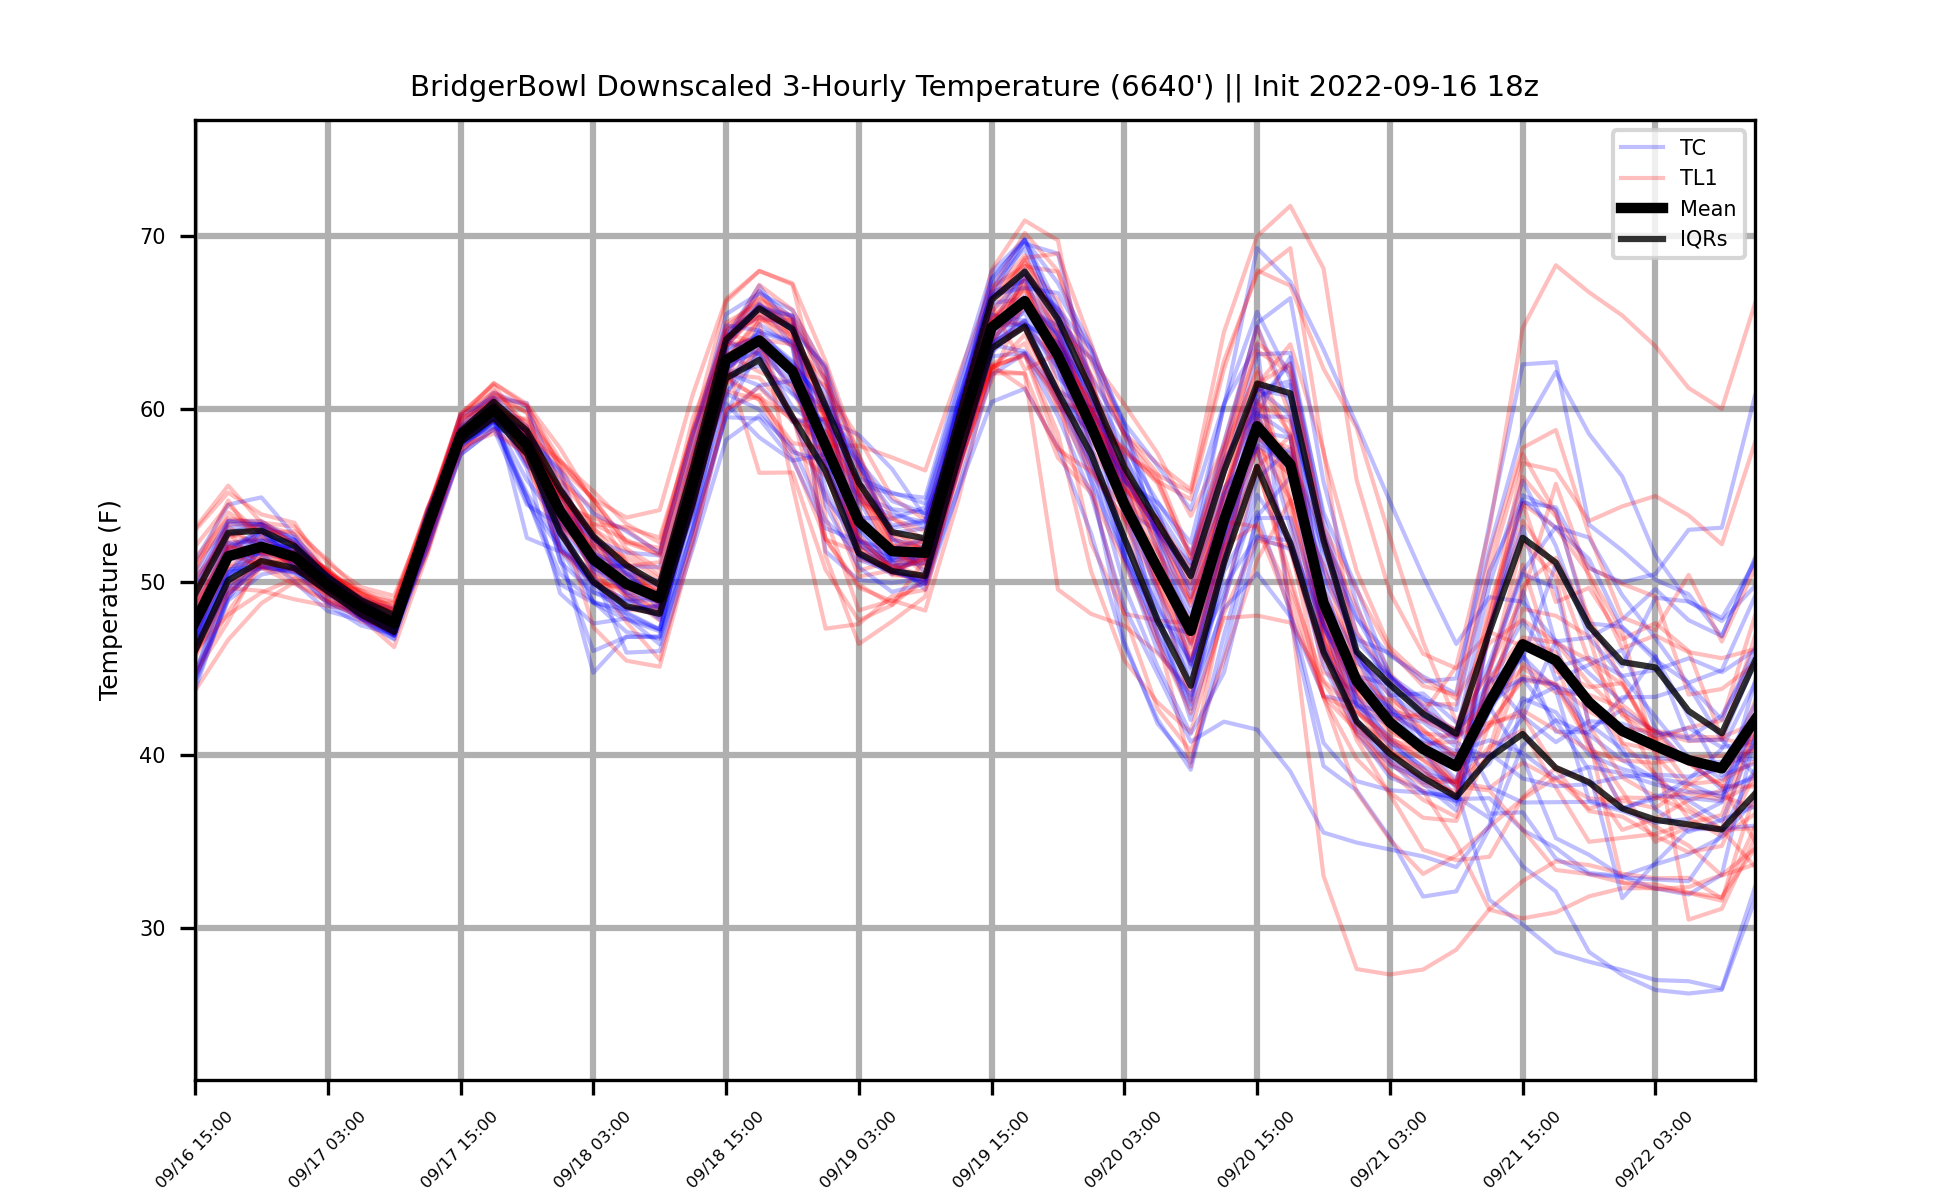 BridgerBowl Downscaled 3-Hourly Temperature (6640') || Init 2022-09-16 18z
TC
TL1
Mean
IQRs
Temperature (F)
70
60
50
40
30
09/16 15:00
09/17 03:00
09/17 15:00
09/18 03:00
09/18 15:00
09/19 03:00
09/19 15:00
09/20 03:00
09/20 15:00
09/21 03:00
09/21 15:00
09/22 03:00